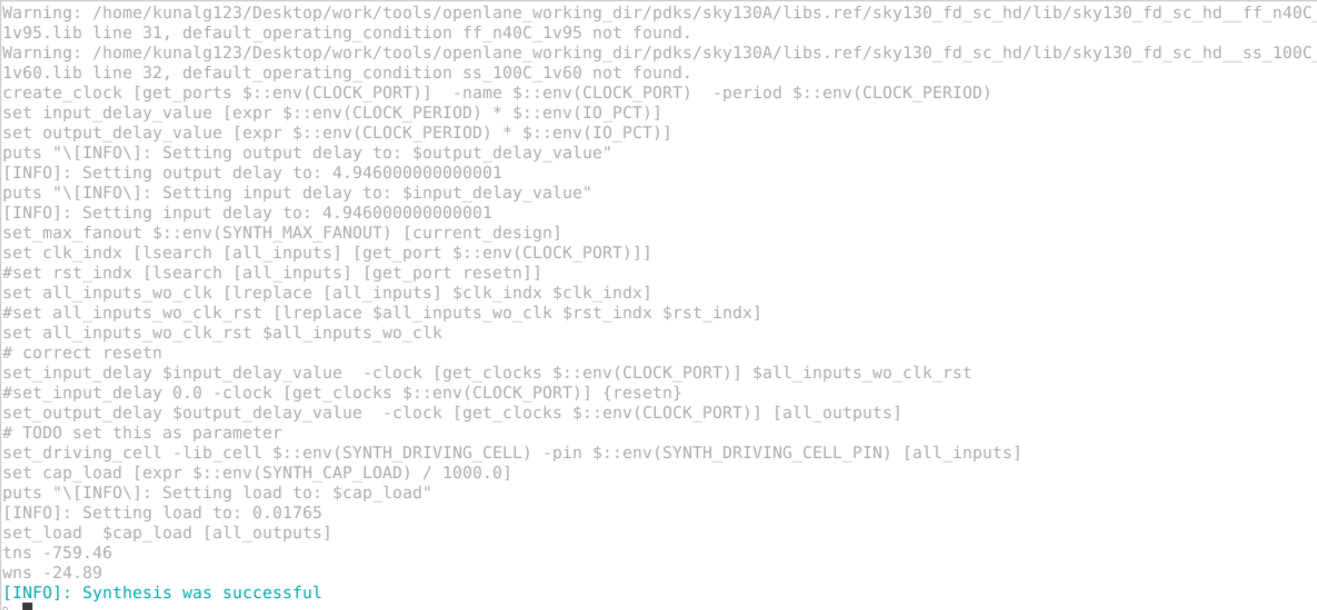 Warning: /home/kunalg123/Desktop/work/tools/openlane_working_dir/pdks/sky130A/libs.ref/sky130_fd_sc_hd/lib/sky130_fd_sc_hd__ff_n40C_
1v95.lib line 31, default_operating_condition ff_n40C_1v95 not found.
Warning: /home/kunalg123/Desktop/work/tools/openlane_working_dir/pdks/sky130A/libs.ref/sky130_fd_sc_hd/lib/sky130_fd_sc_hd__ss_100C_
1v60.lib line 32, default_operating_condition ss_100C_1v60 not found.
create_clock [get_ports $::env(CLOCK_PORT)]  -name $::env(CLOCK_PORT)  -period $::env(CLOCK_PERIOD)
set input_delay_value [expr $::env(CLOCK_PERIOD) * $::env(IO_PCT)]
set output_delay_value [expr $::env(CLOCK_PERIOD) * $::env(IO_PCT)]
puts "\[INFO\]: Setting output delay to: $output_delay_value"
[INFO]: Setting output delay to: 4.946000000000001
puts "\[INFO\]: Setting input delay to: $input_delay_value"
[INFO]: Setting input delay to: 4.946000000000001
set_max_fanout $::env(SYNTH_MAX_FANOUT) [current_design]
set clk_indx [lsearch [all_inputs] [get_port $::env(CLOCK_PORT)]]
#set rst_indx [lsearch [all_inputs] [get_port resetn]]
set all_inputs_wo_clk [lreplace [all_inputs] $clk_indx $clk_indx]
#set all_inputs_wo_clk_rst [lreplace $all_inputs_wo_clk $rst_indx $rst_indx]
set all_inputs_wo_clk_rst $all_inputs_wo_clk
# correct resetn
set_input_delay $input_delay_value  -clock [get_clocks $::env(CLOCK_PORT)] $all_inputs_wo_clk_rst
#set_input_delay 0.0 -clock [get_clocks $::env(CLOCK_PORT)] {resetn}
set_output_delay $output_delay_value  -clock [get_clocks $::env(CLOCK_PORT)] [all_outputs]
# TODO set this as parameter
set_driving_cell -lib_cell $::env(SYNTH_DRIVING_CELL) -pin $::env(SYNTH_DRIVING_CELL_PIN) [all_inputs]
set cap_load [expr $::env(SYNTH_CAP_LOAD) / 1000.0]
puts "\[INFO\]: Setting load to: $cap_load"
[INFO]: Setting load to: 0.01765
set_load  $cap_load [all_outputs]
tns -759.46
wns -24.89
[INFO]: Synthesis was successful